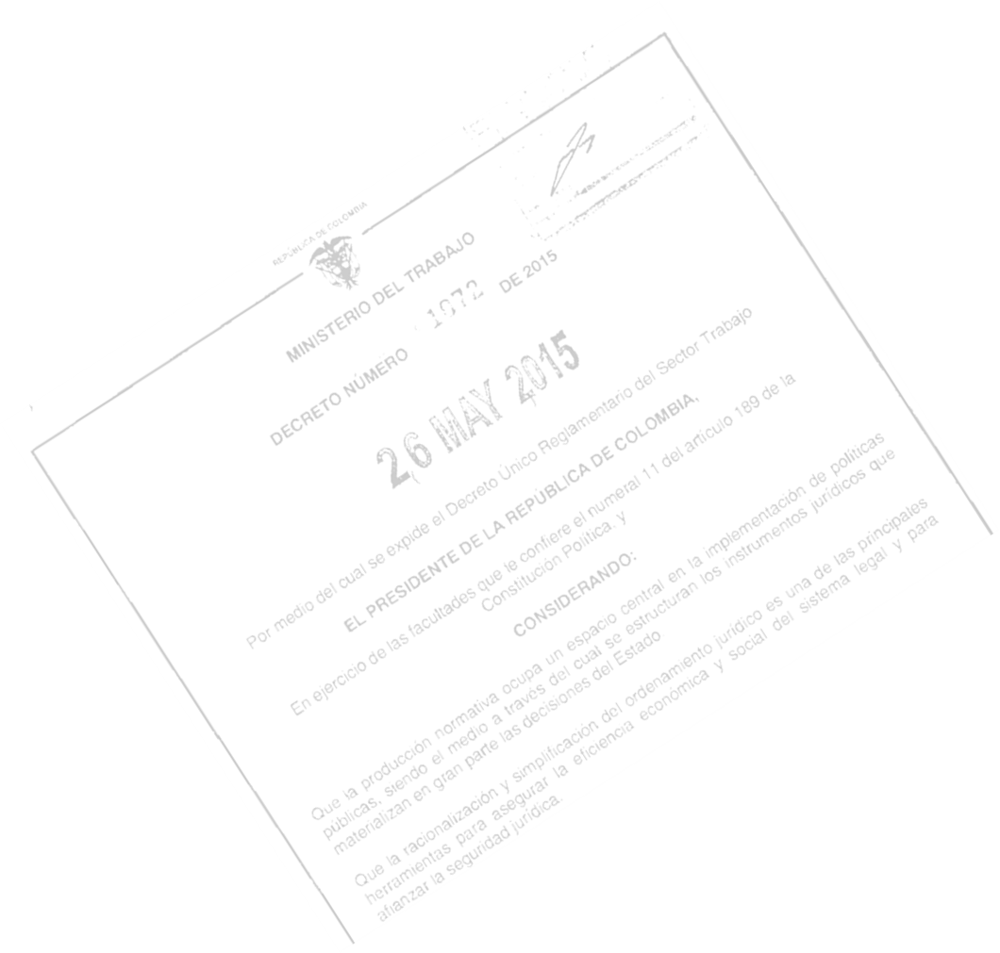 REPÚBLICA DE COLOMBIA
MINISTERIO DEL TRABAJO
DECRETO NÚMERO 1072 DE 2015
26 MAY 2015
Por medio del cual se expide el Decreto Único Reglamentario del Sector Trabajo
EL PRESIDENTE DE LA REPÚBLICA DE COLOMBIA,
En ejercicio de las facultades que le confiere el numeral 11 del artículo 189 de la
Constitución Política, y
CONSIDERANDO:
Que la producción normativa ocupa un espacio central en la implementación de políticas
públicas, siendo el medio a través del cual se estructuran los instrumentos jurídicos que
materializan en gran parte las decisiones del Estado
Que la racionalización y simplificación del ordenamiento jurídico es una de las principales
herramientas para asegurar la eficiencia económica y social del sistema legal y para
afianzar la seguridad jurídica.